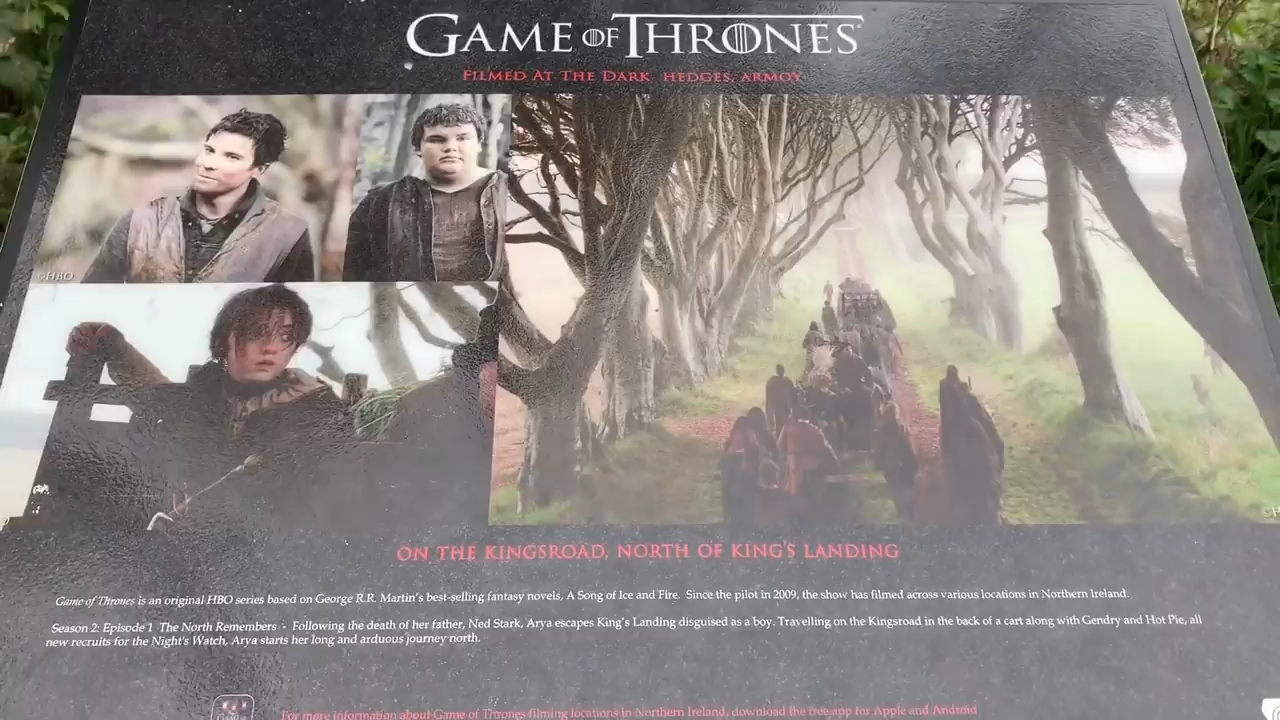 GAME OF THRONES
FILMED AT THE DARK HEDGES, ARMOY
©HBO
ON THE KINGSROAD, NORTH OF KING'S LANDING
Game of Thrones is an original HBO series based on George R.R. Martin's best-selling fantasy novels, A Song of Ice and Fire. Since the pilot in 2009, the show has filmed across various locations in Northern Ireland.
Season 2: Episode 1 The North Remembers - Following the death of her father, Ned Stark, Arya escapes King's Landing disguised as a boy. Travelling on the Kingsroad in the back of a cart along with Gendry and Hot Pie, all
new recruits for the Night's Watch, Arya starts her long and arduous journey north.
For more information about Game of Thrones filming locations in Northern Ireland, download the free app for Apple and Android